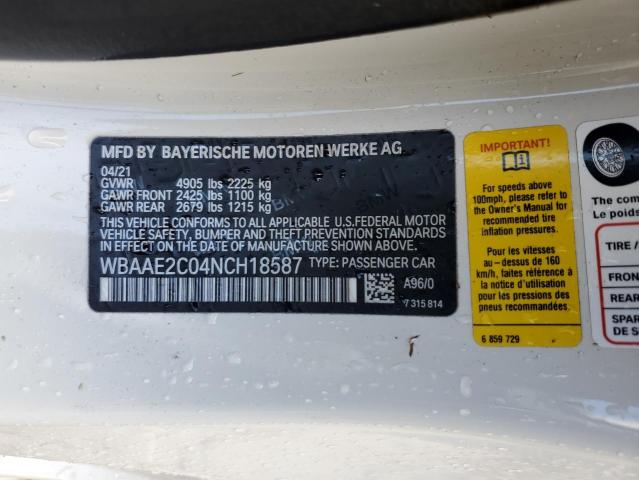 MFD BY BAYERISCHE MOTOREN WERKE AG
04/21
GVWR 4905 lbs 2225 kg
GAWR FRONT 2425 lbs 1100 kg
GAWR REAR 2679 lbs 1215 kg
THIS VEHICLE CONFORMS TO ALL APPLICABLE U.S.FEDERAL MOTOR
VEHICLE SAFETY, BUMPER AND THEFT PREVENTION STANDARDS
IN EFFECT ON THE DATE OF MANUFACTURE SHOWN ABOVE:
WBAAE2C04NCH18587 TYPE: PASSENGER CAR
A96/0
7 315 814
IMPORTANT!
For speeds above
100mph, please refer to
the Owner's Manual for
recommended tire
inflation pressures.
Pour les vitesses
au-dessus de 160
km/h, faites référence
à la notice d'utilisation
pour les pressions des
pneus recommandées.
6 859 729
The com
Le poids
TIRE /
FRONT
REAR
SPAR
DE S